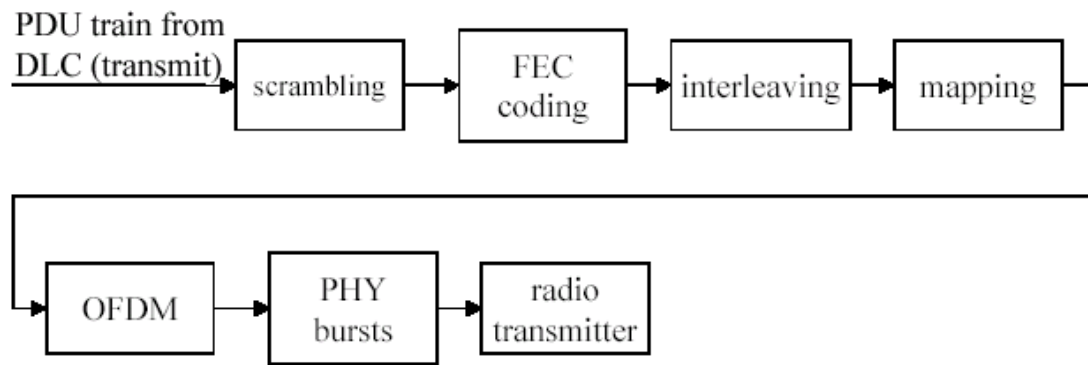 PDU train from
DLC (transmit)
scrambling
FEC
coding
interleaving
mapping
OFDM
PHY
bursts
radio
transmitter